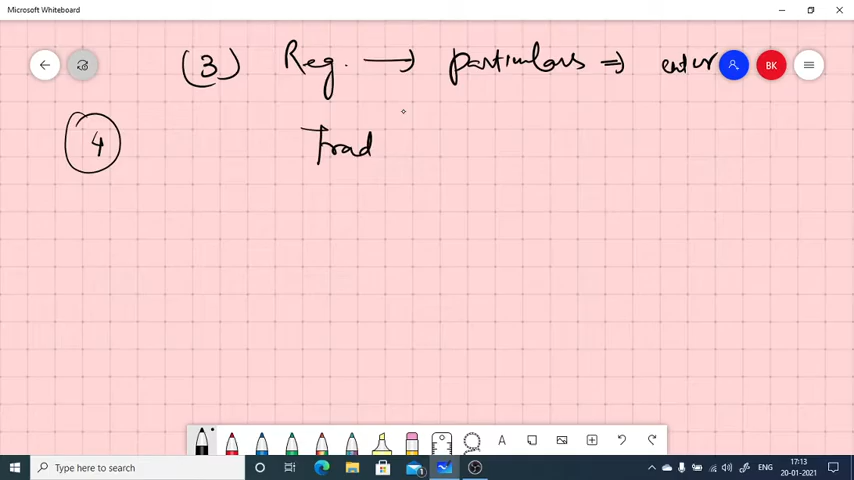 Microsoft Whiteboard
(3) Reg. → particulars ⇒ enter
BK
4 Trad
A
Type here to search
1
ENG
17:13
20-01-2021